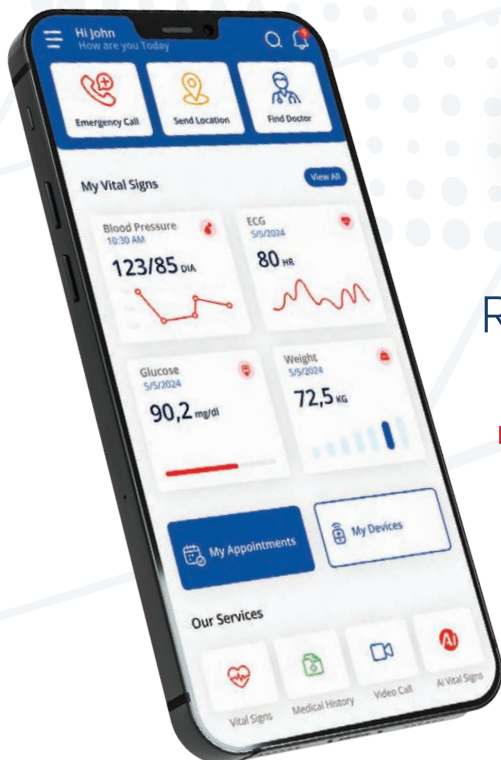 Hi John
How are you Today
Emergency Call
Send Location
Find Doctor
My Vital Signs
View All
Blood Pressure
10:30 AM
123/85 DIA
ECG
5/5/2024
80 HR
Glucose
5/5/2024
90,2 mg/dl
Weight
5/5/2024
72,5 KG
My Appointments
My Devices
Our Services
Vital Signs
Medical History
Video Call
Ai
Ai Vital Signs
R